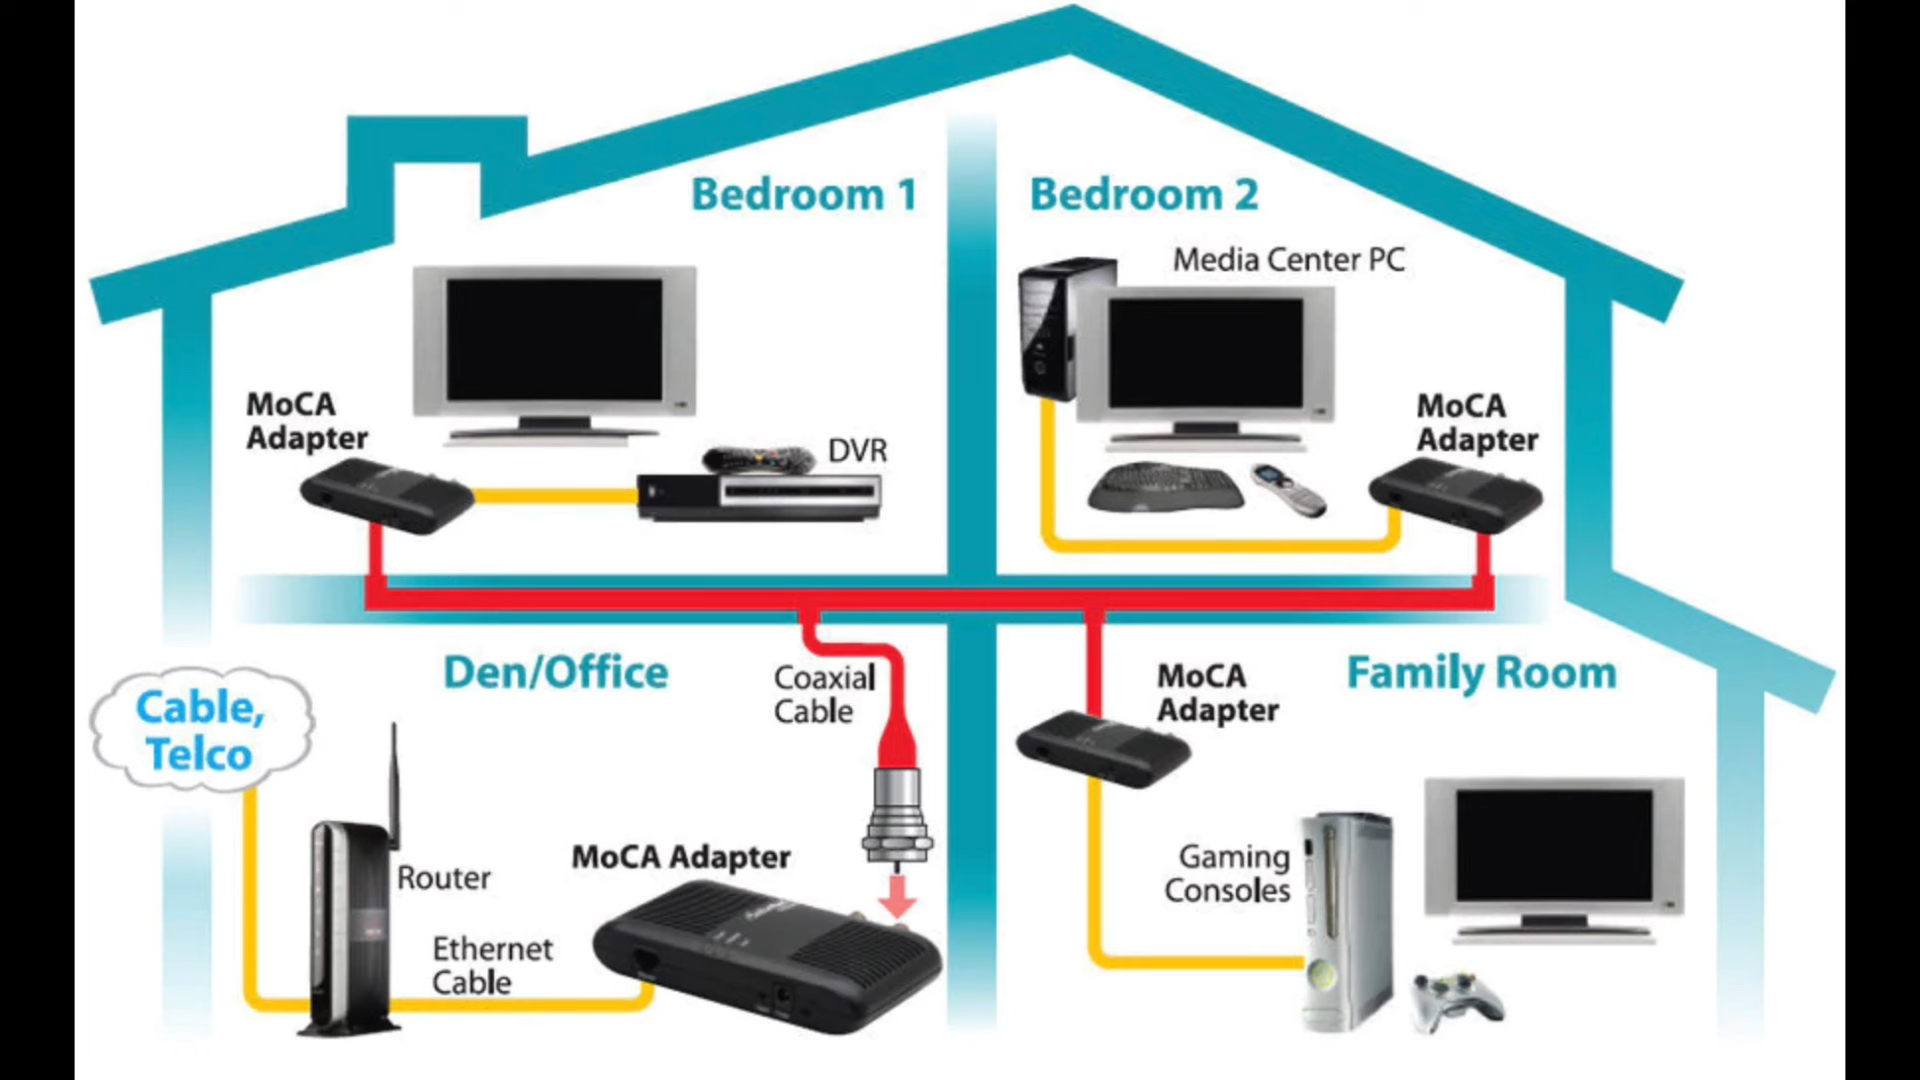 Bedroom 1
Bedroom 2
Media Center PC
MoCA
Adapter
DVR
MoCA
Adapter
Den/Office
Coaxial
Cable
MoCA
Adapter
Family Room
Cable,
Telco
Router
MoCA Adapter
Ethernet
Cable
Gaming
Consoles